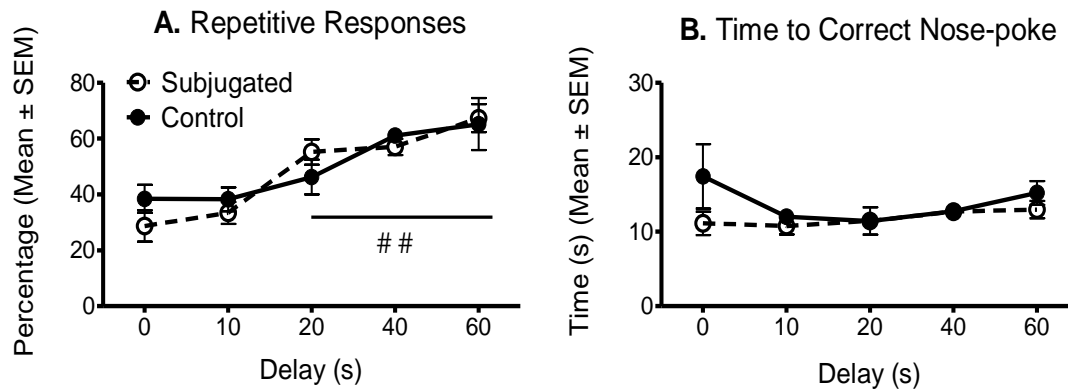 A. Repetitive Responses
Percentage (Mean ± SEM)
80
60
40
20
0
Subjugated
Control
# #
0 10 20 40 60
Delay (s)
B. Time to Correct Nose-poke
Time (s) (Mean ± SEM)
30
20
10
0
0 10 20 40 60
Delay (s)